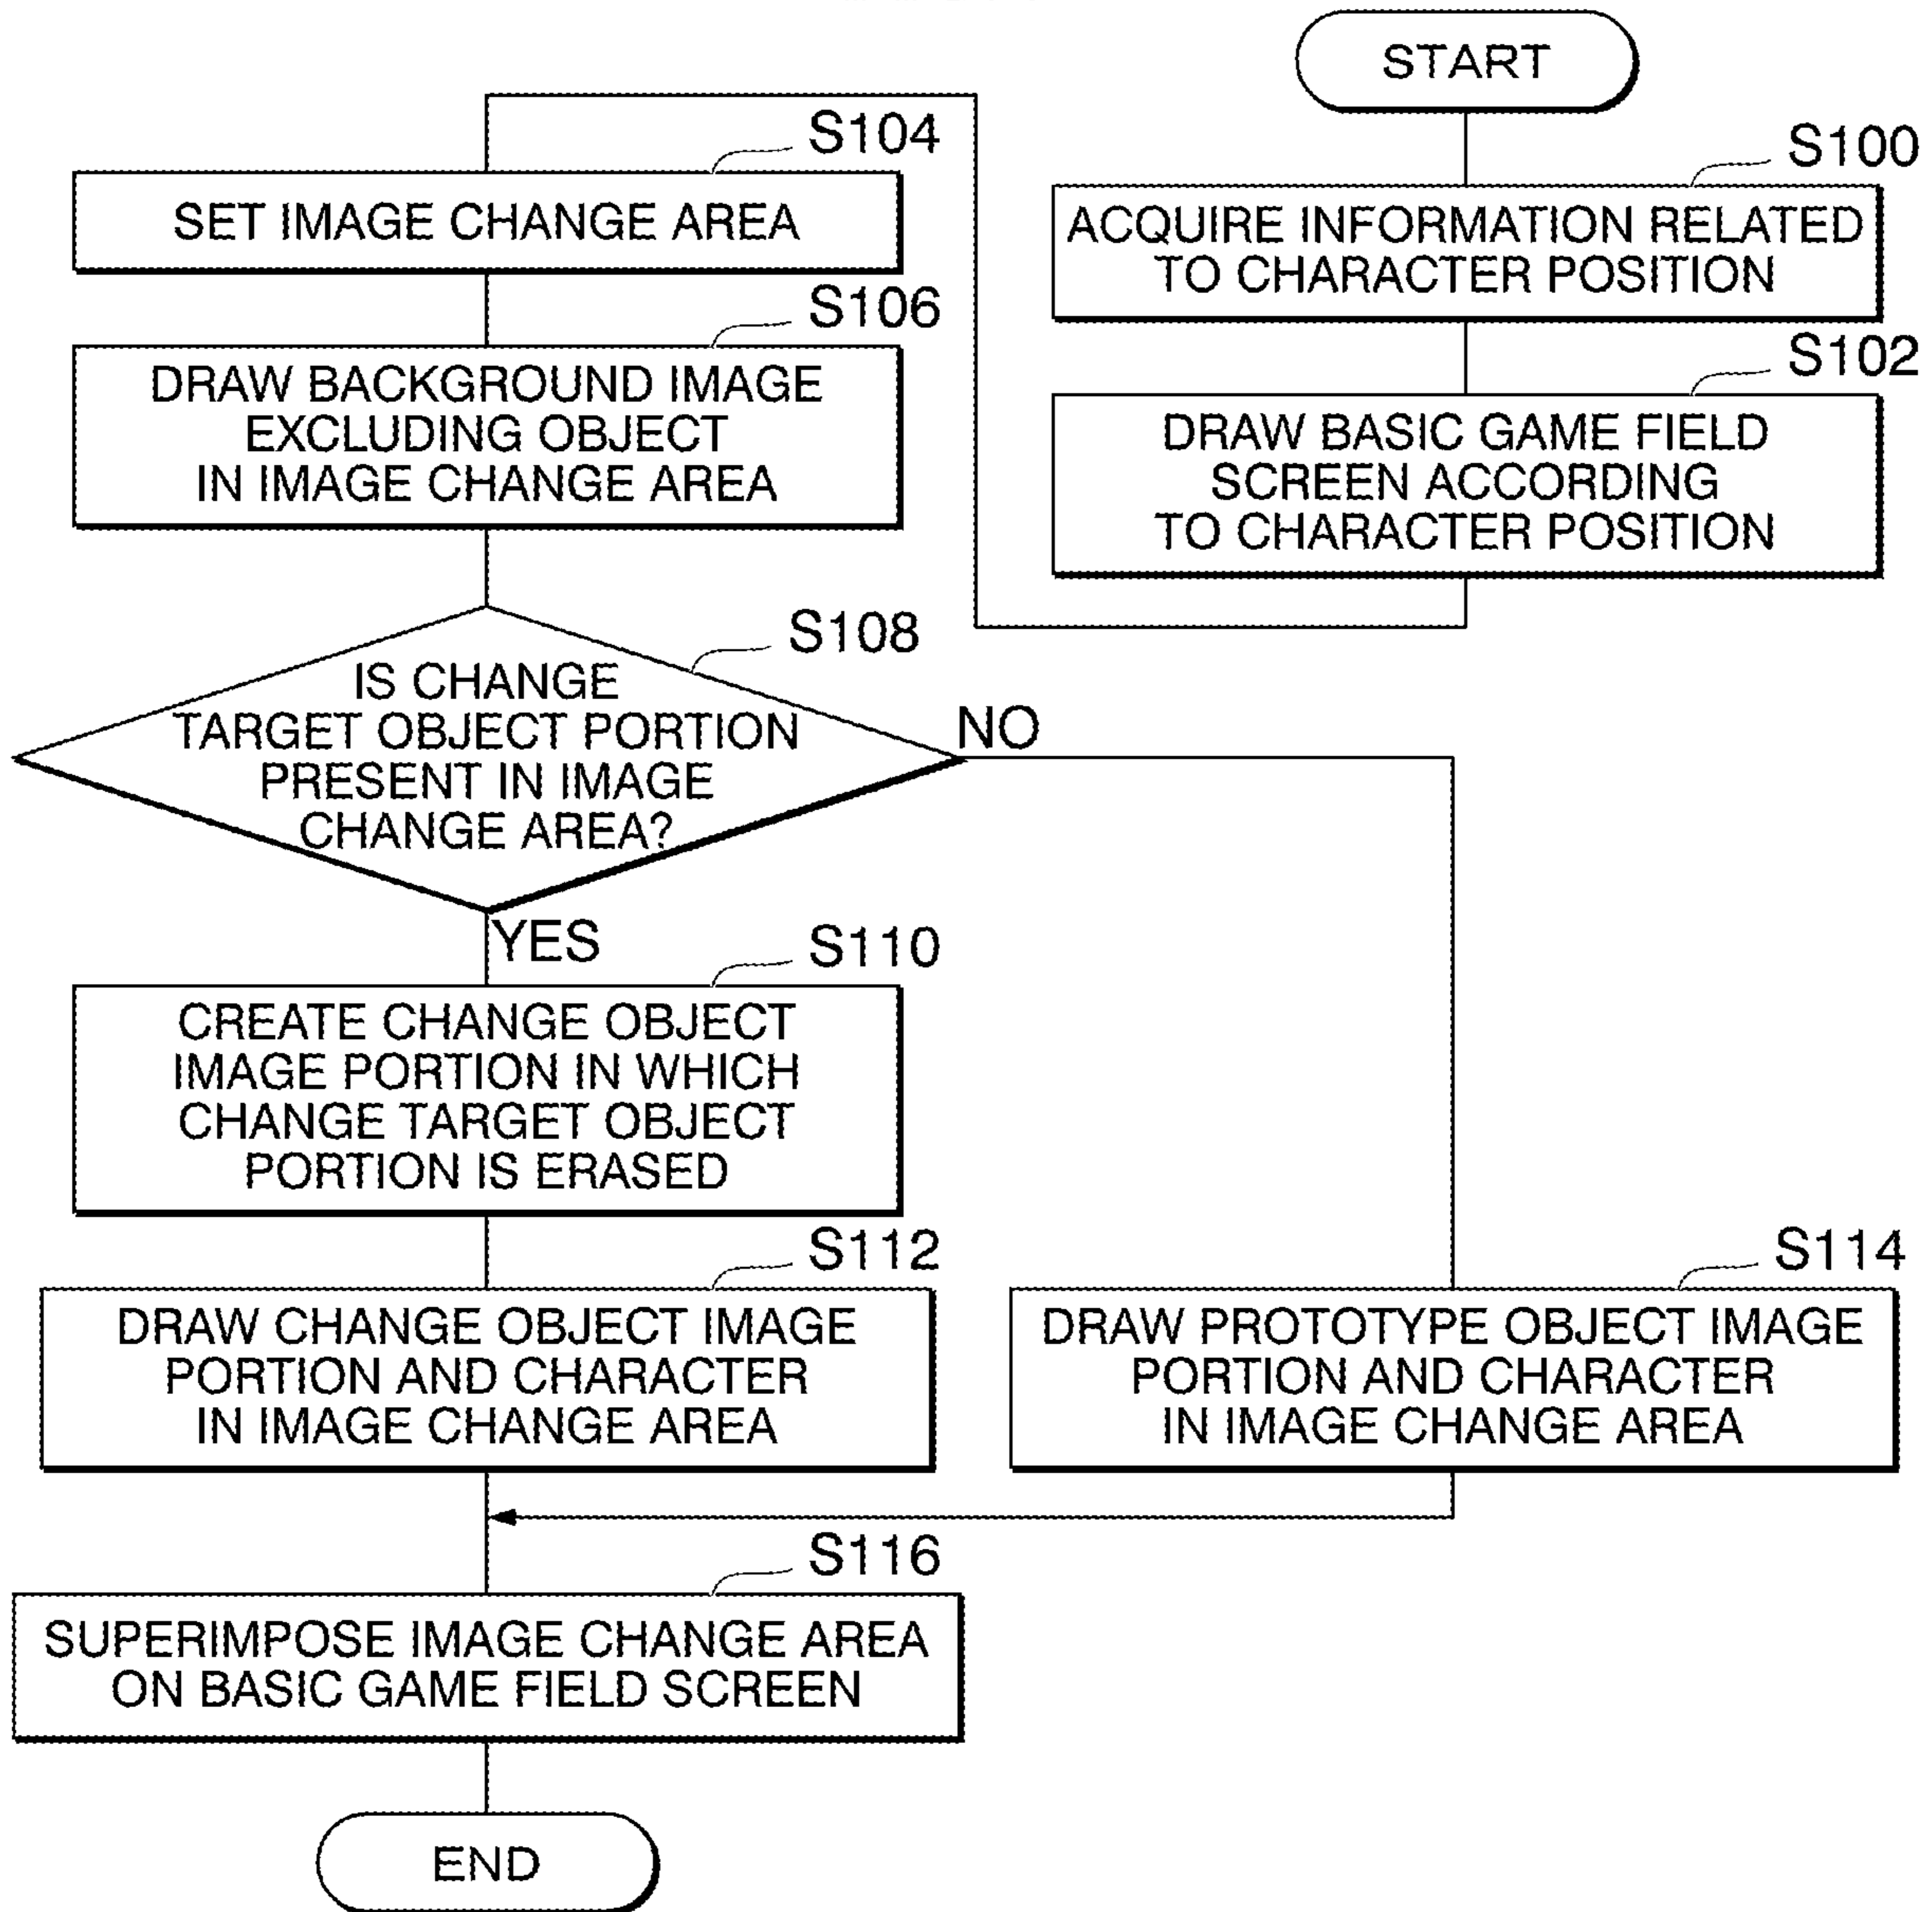 START
S100
ACQUIRE INFORMATION RELATED
TO CHARACTER POSITION
S102
DRAW BASIC GAME FIELD
SCREEN ACCORDING
TO CHARACTER POSITION
S104
SET IMAGE CHANGE AREA
S106
DRAW BACKGROUND IMAGE
EXCLUDING OBJECT
IN IMAGE CHANGE AREA
S108
IS CHANGE
TARGET OBJECT PORTION
PRESENT IN IMAGE
CHANGE AREA?
NO
YES
S110
CREATE CHANGE OBJECT
IMAGE PORTION IN WHICH
CHANGE TARGET OBJECT
PORTION IS ERASED
S112
DRAW CHANGE OBJECT IMAGE
PORTION AND CHARACTER
IN IMAGE CHANGE AREA
S114
DRAW PROTOTYPE OBJECT IMAGE
PORTION AND CHARACTER
IN IMAGE CHANGE AREA
S116
SUPERIMPOSE IMAGE CHANGE AREA
ON BASIC GAME FIELD SCREEN
END